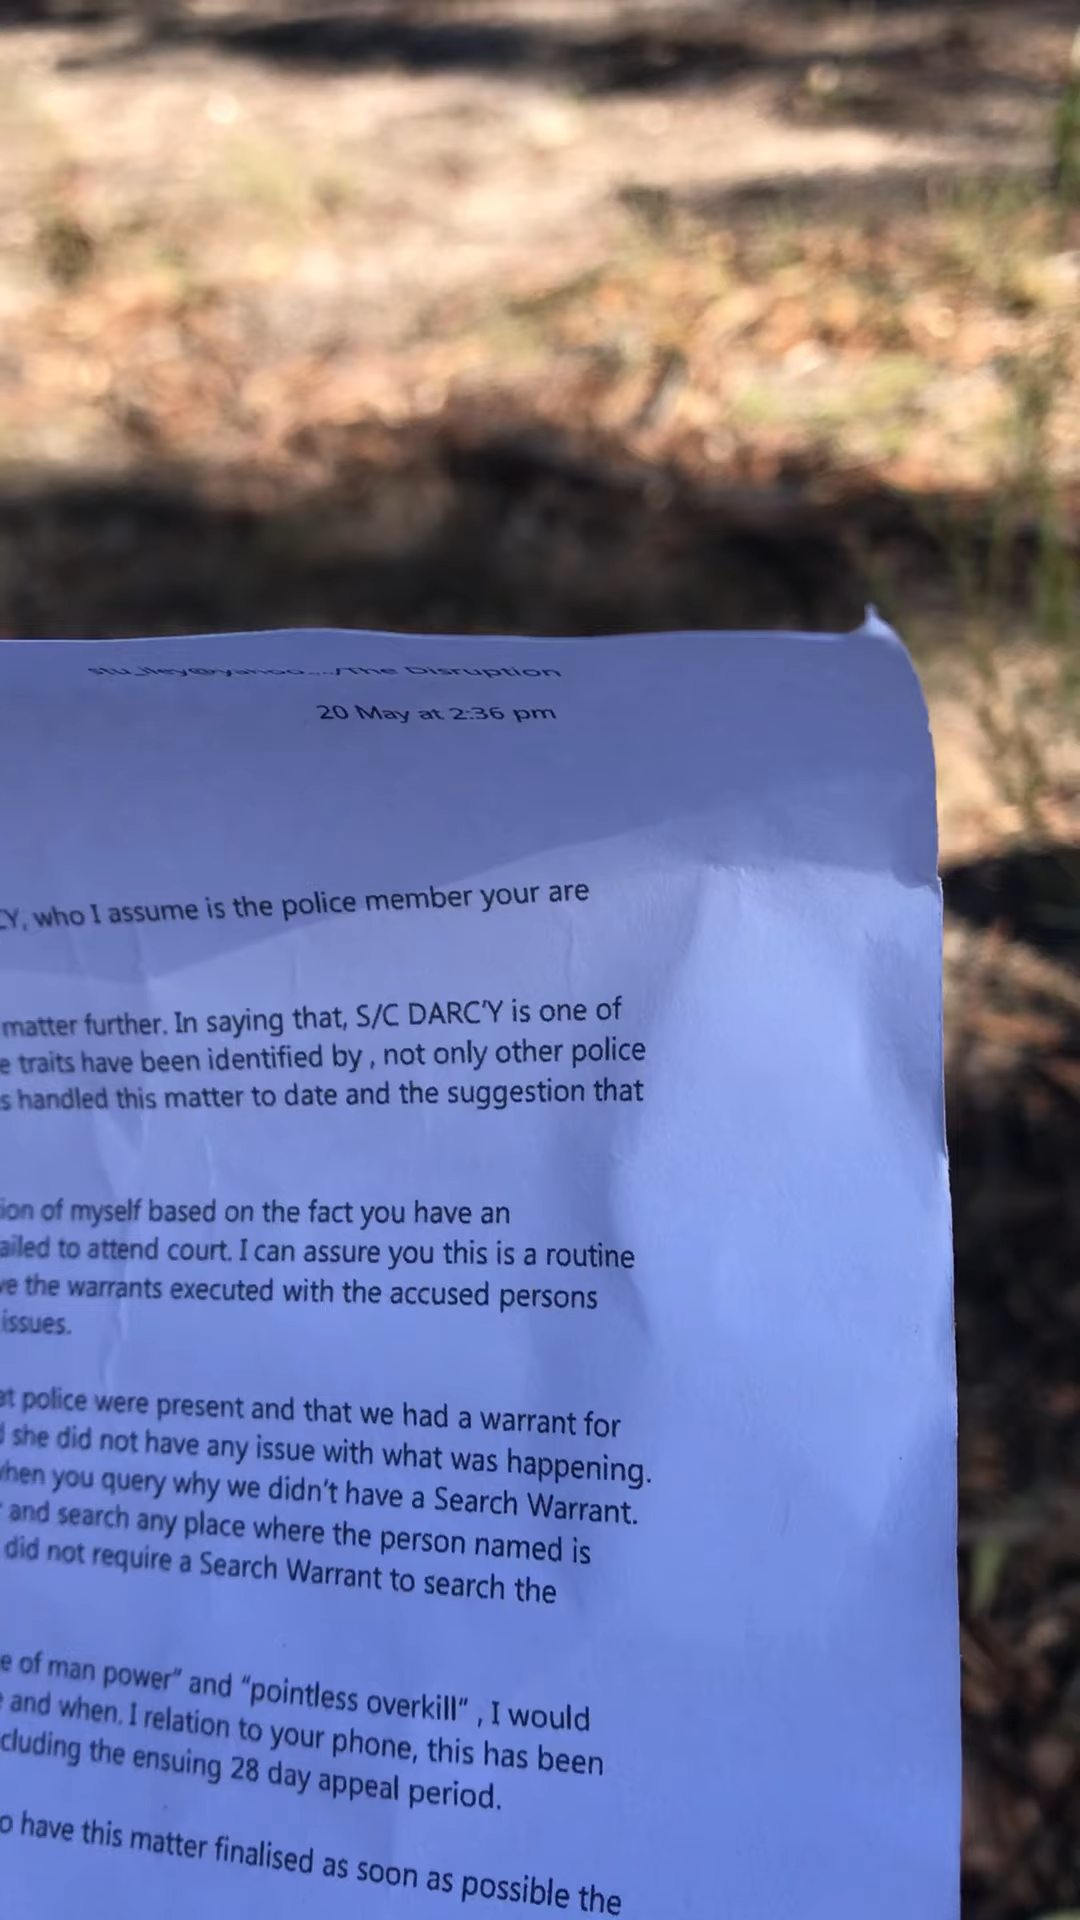 stu_iley@yahoo..../The Disruption
20 May at 2:36 pm
CY, who I assume is the police member your are
matter further. In saying that, S/C DARC'Y is one of
e traits have been identified by , not only other police
s handled this matter to date and the suggestion that
ion of myself based on the fact you have an
ailed to attend court. I can assure you this is a routine
ve the warrants executed with the accused persons
issues.
at police were present and that we had a warrant for
d she did not have any issue with what was happening.
when you query why we didn't have a Search Warrant.
and search any place where the person named is
did not require a Search Warrant to search the
e of man power" and "pointless overkill" , I would
e and when. I relation to your phone, this has been
cluding the ensuing 28 day appeal period.
o have this matter finalised as soon as possible the